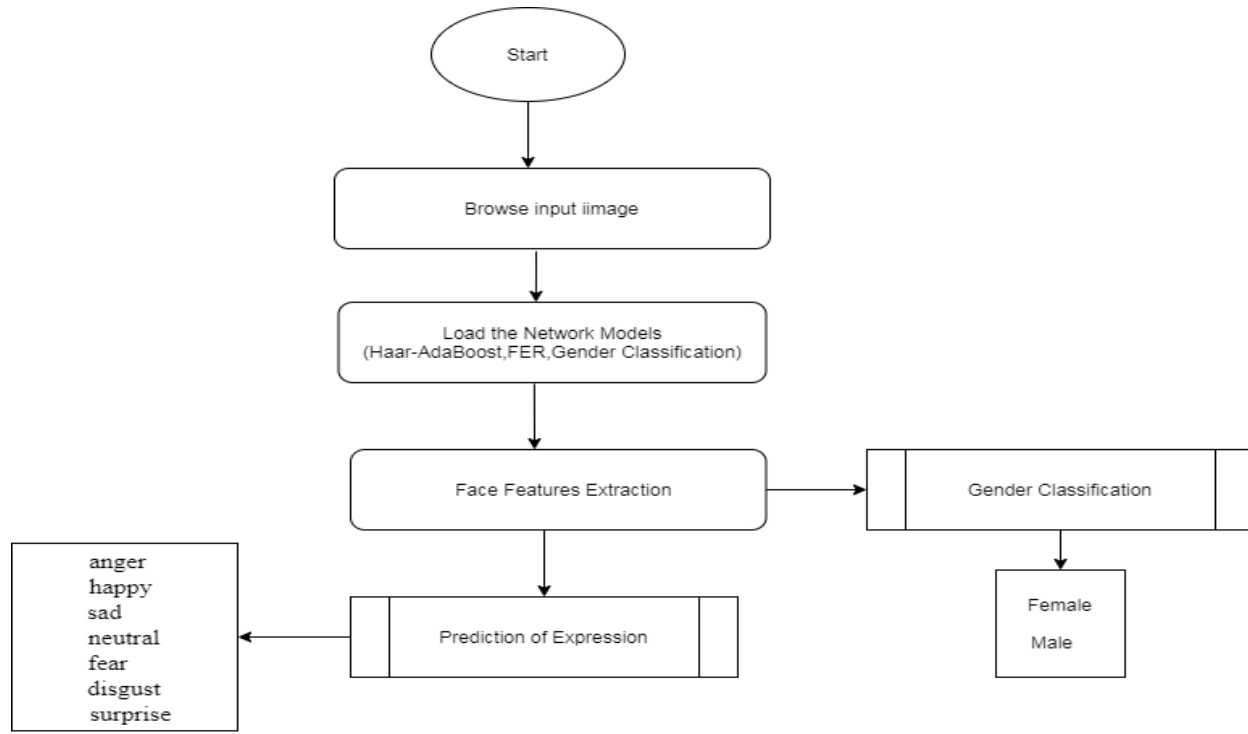 Start
Browse input iimage
Load the Network Models
(Haar-AdaBoost,FER,Gender Classification)
Face Features Extraction
Gender Classification
Female
Male
Prediction of Expression
anger
happy
sad
neutral
fear
disgust
surprise